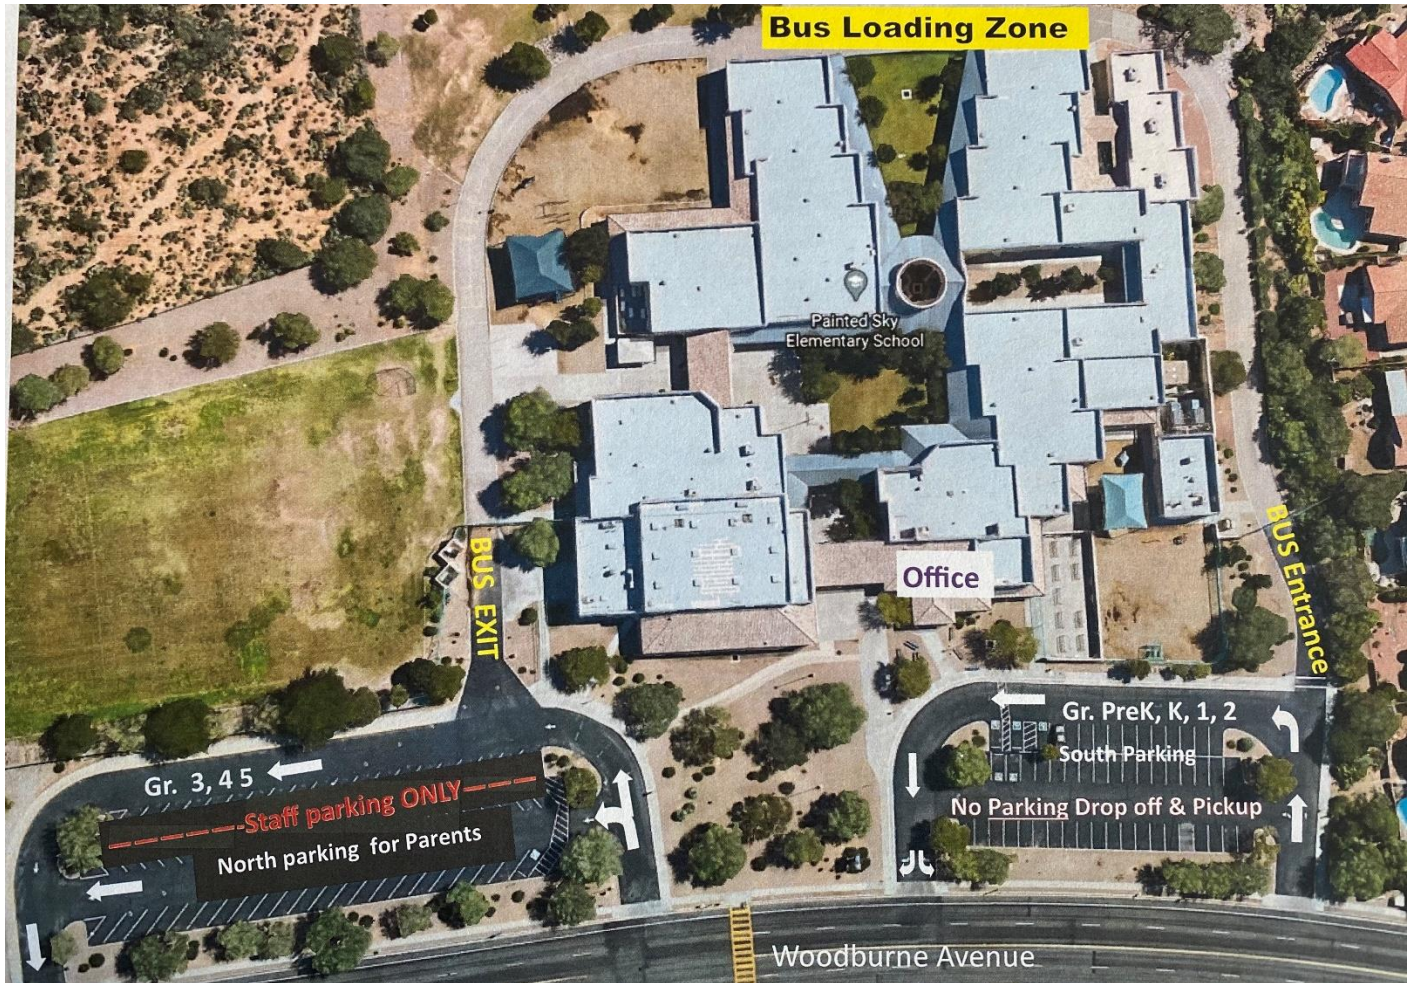 Bus Loading Zone
Painted Sky
Elementary School
BUS EXIT
Office
BUS Entrance
Gr. PreK, K, 1, 2
South Parking
No Parking Drop off & Pickup
Gr. 3, 4 5
Staff parking ONLY
North parking for Parents
Woodburne Avenue